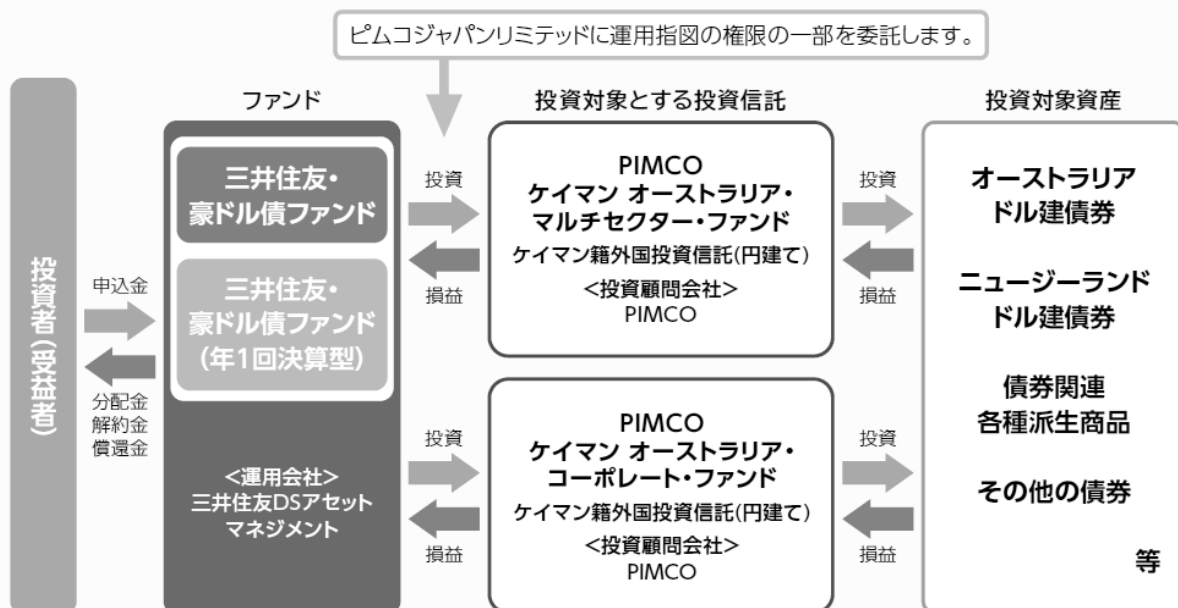 ピムコジャパンリミテッドに運用指図の権限の一部を委託します。
ファンド
投資対象とする投資信託
投資対象資産
投資者(受益者)
申込金
分配金
解約金
償還金
三井住友・
豪ドル債ファンド
三井住友・
豪ドル債ファンド
(年1回決算型)
<運用会社>
三井住友DSアセット
マネジメント
投資
損益
PIMCO
ケイマン オーストラリア・
マルチセクター・ファンド
ケイマン籍外国投資信託(円建て)
<投資顧問会社>
PIMCO
投資
損益
投資
損益
PIMCO
ケイマン オーストラリア・
コーポレート・ファンド
ケイマン籍外国投資信託(円建て)
<投資顧問会社>
PIMCO
投資
損益
オーストラリア
ドル建債券
ニュージーランド
ドル建債券
債券関連
各種派生商品
その他の債券
等